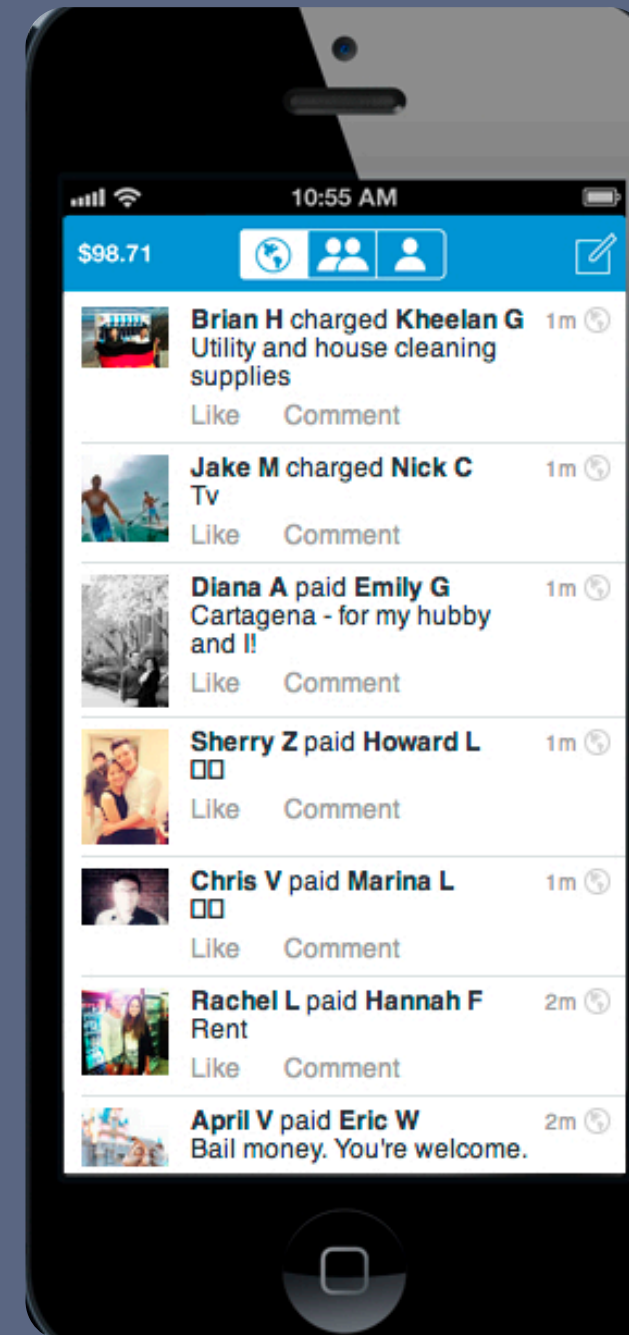 10:55 AM
$98.71
Brian H charged Kheelan G 1m
Utility and house cleaning
supplies
Like Comment
Jake M charged Nick C 1m
Tv
Like Comment
Diana A paid Emily G 1m
Cartagena - for my hubby
and I!
Like Comment
Sherry Z paid Howard L 1m
Like Comment
Chris V paid Marina L 1m
Like Comment
Rachel L paid Hannah F 2m
Rent
Like Comment
April V paid Eric W 2m
Bail money. You're welcome.